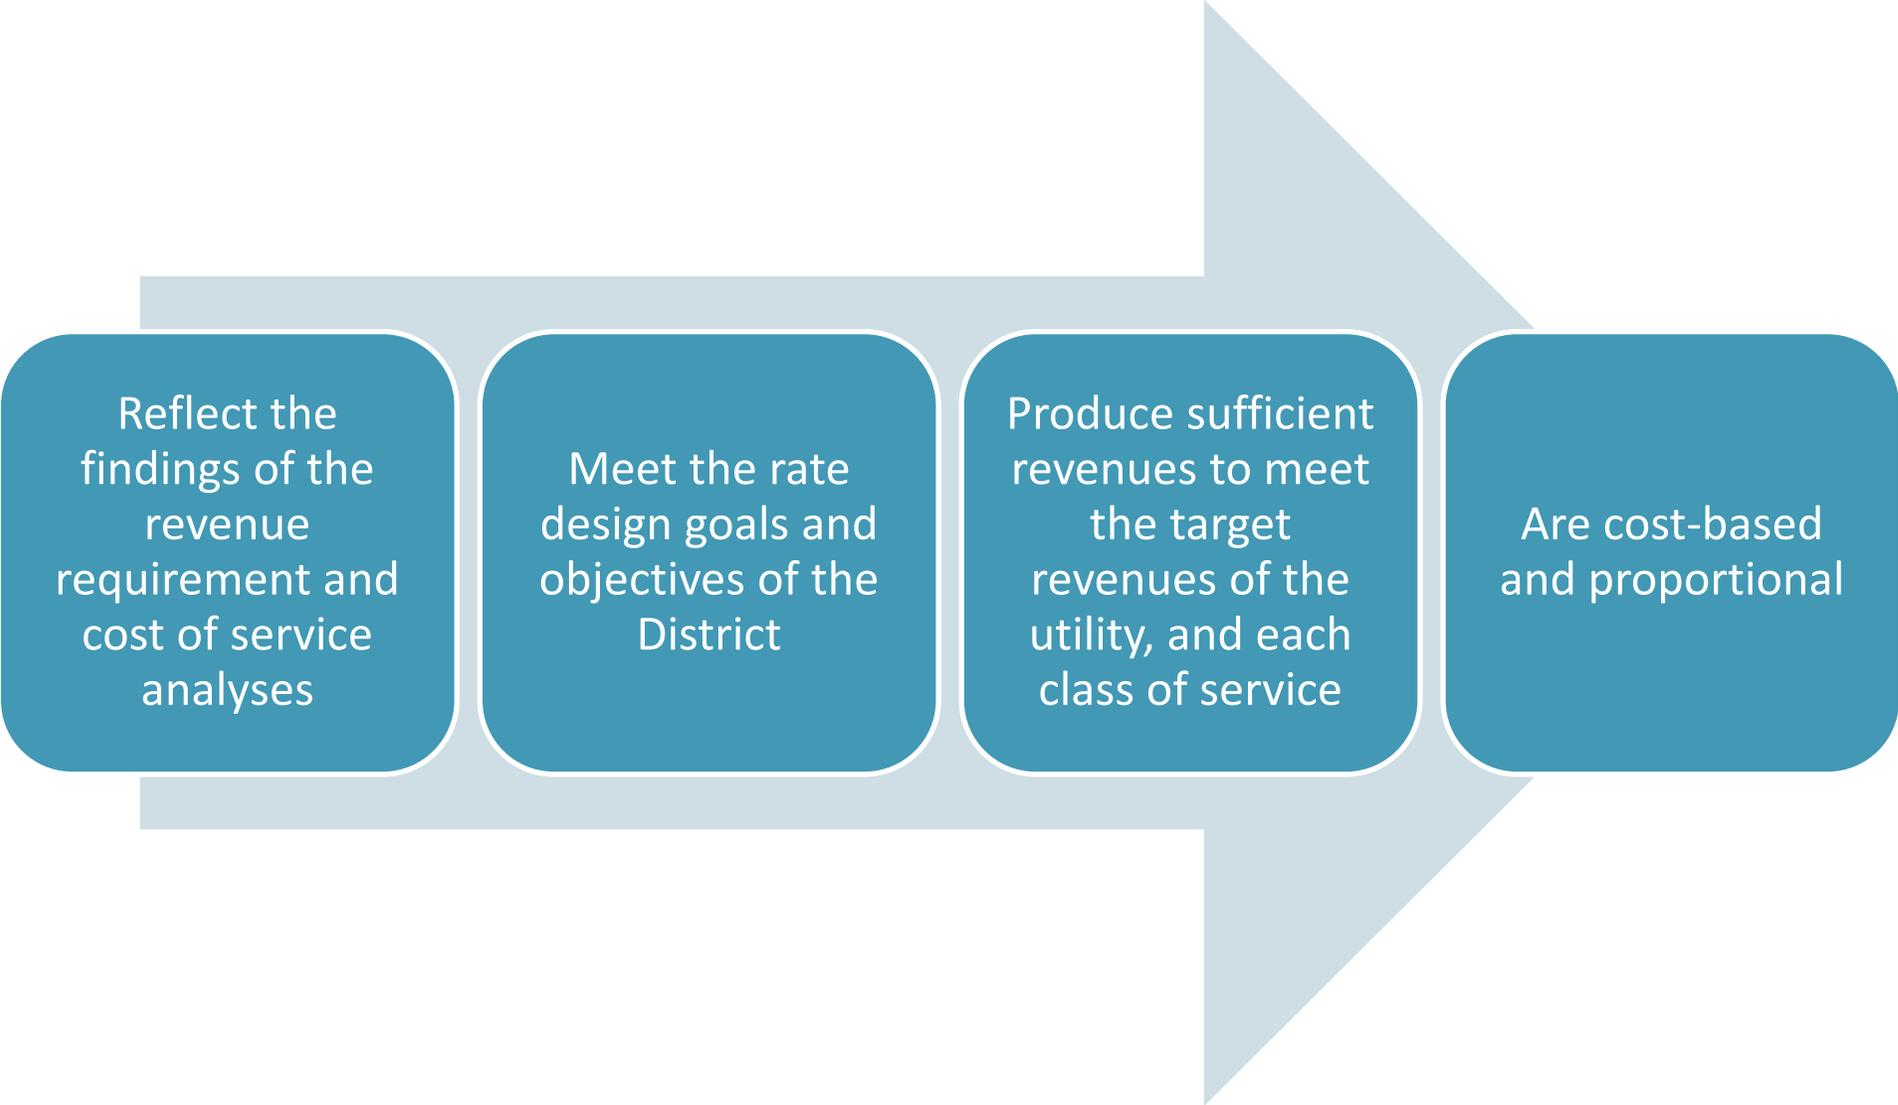 Reflect the
findings of the
revenue
requirement and
cost of service
analyses
Meet the rate
design goals and
objectives of the
District
Produce sufficient
revenues to meet
the target
revenues of the
utility, and each
class of service
Are cost-based
and proportional